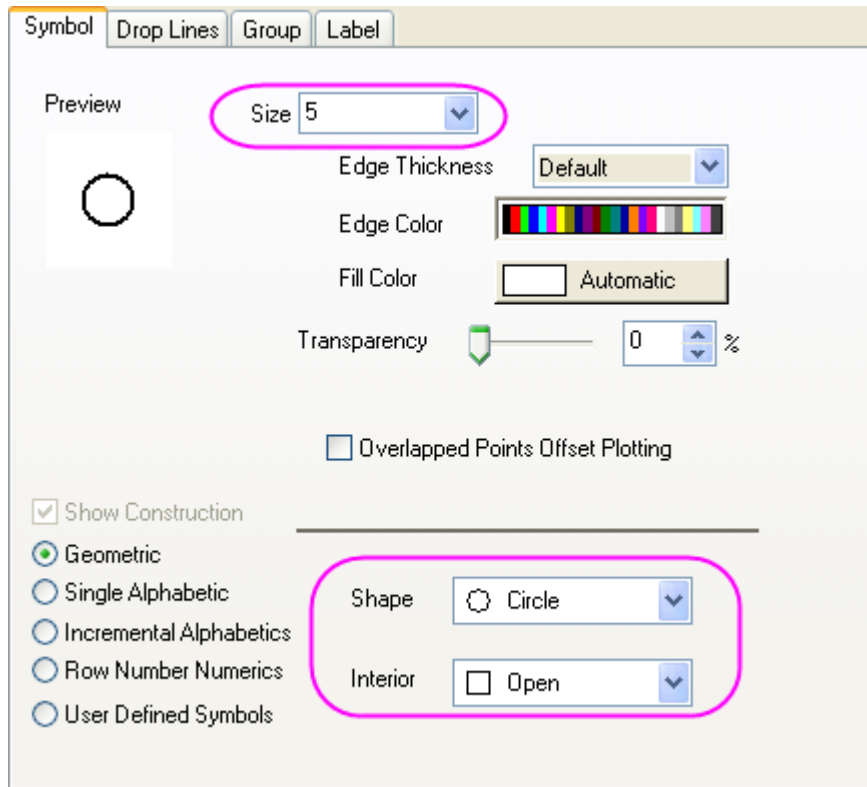 Symbol Drop Lines Group Label
Preview
Size 5
Edge Thickness Default
Edge Color
Fill Color Automatic
Transparency 0 %
Overlapped Points Offset Plotting
Show Construction
Geometric
Single Alphabetic
Incremental Alphabetics
Row Number Numerics
User Defined Symbols
Shape Circle
Interior Open